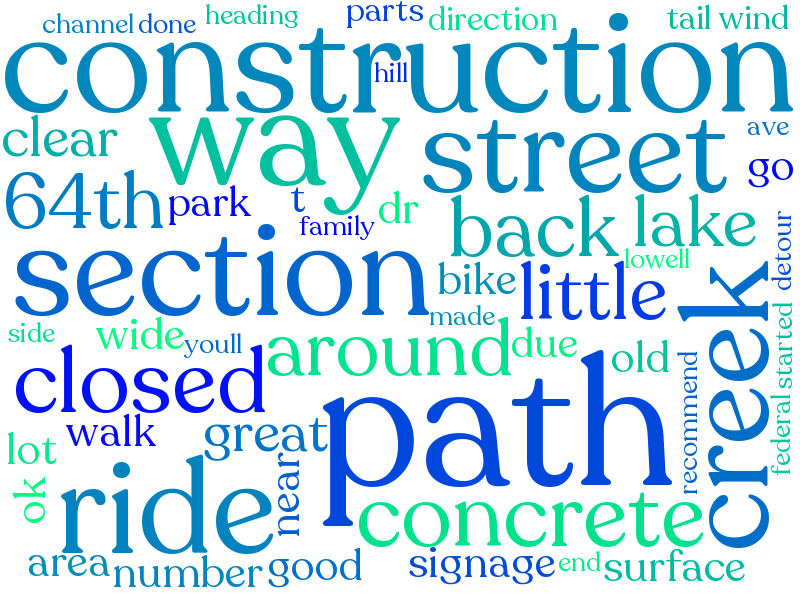 channel done heading parts direction tail wind
construction
hill
clear way street ave
go
64th park t dr back lake
family
section bike little lowell detour
made
side wide youll around due old creek
closed path recommend federal started
walk great
lot
ok ride near concrete
area number good signage end surface